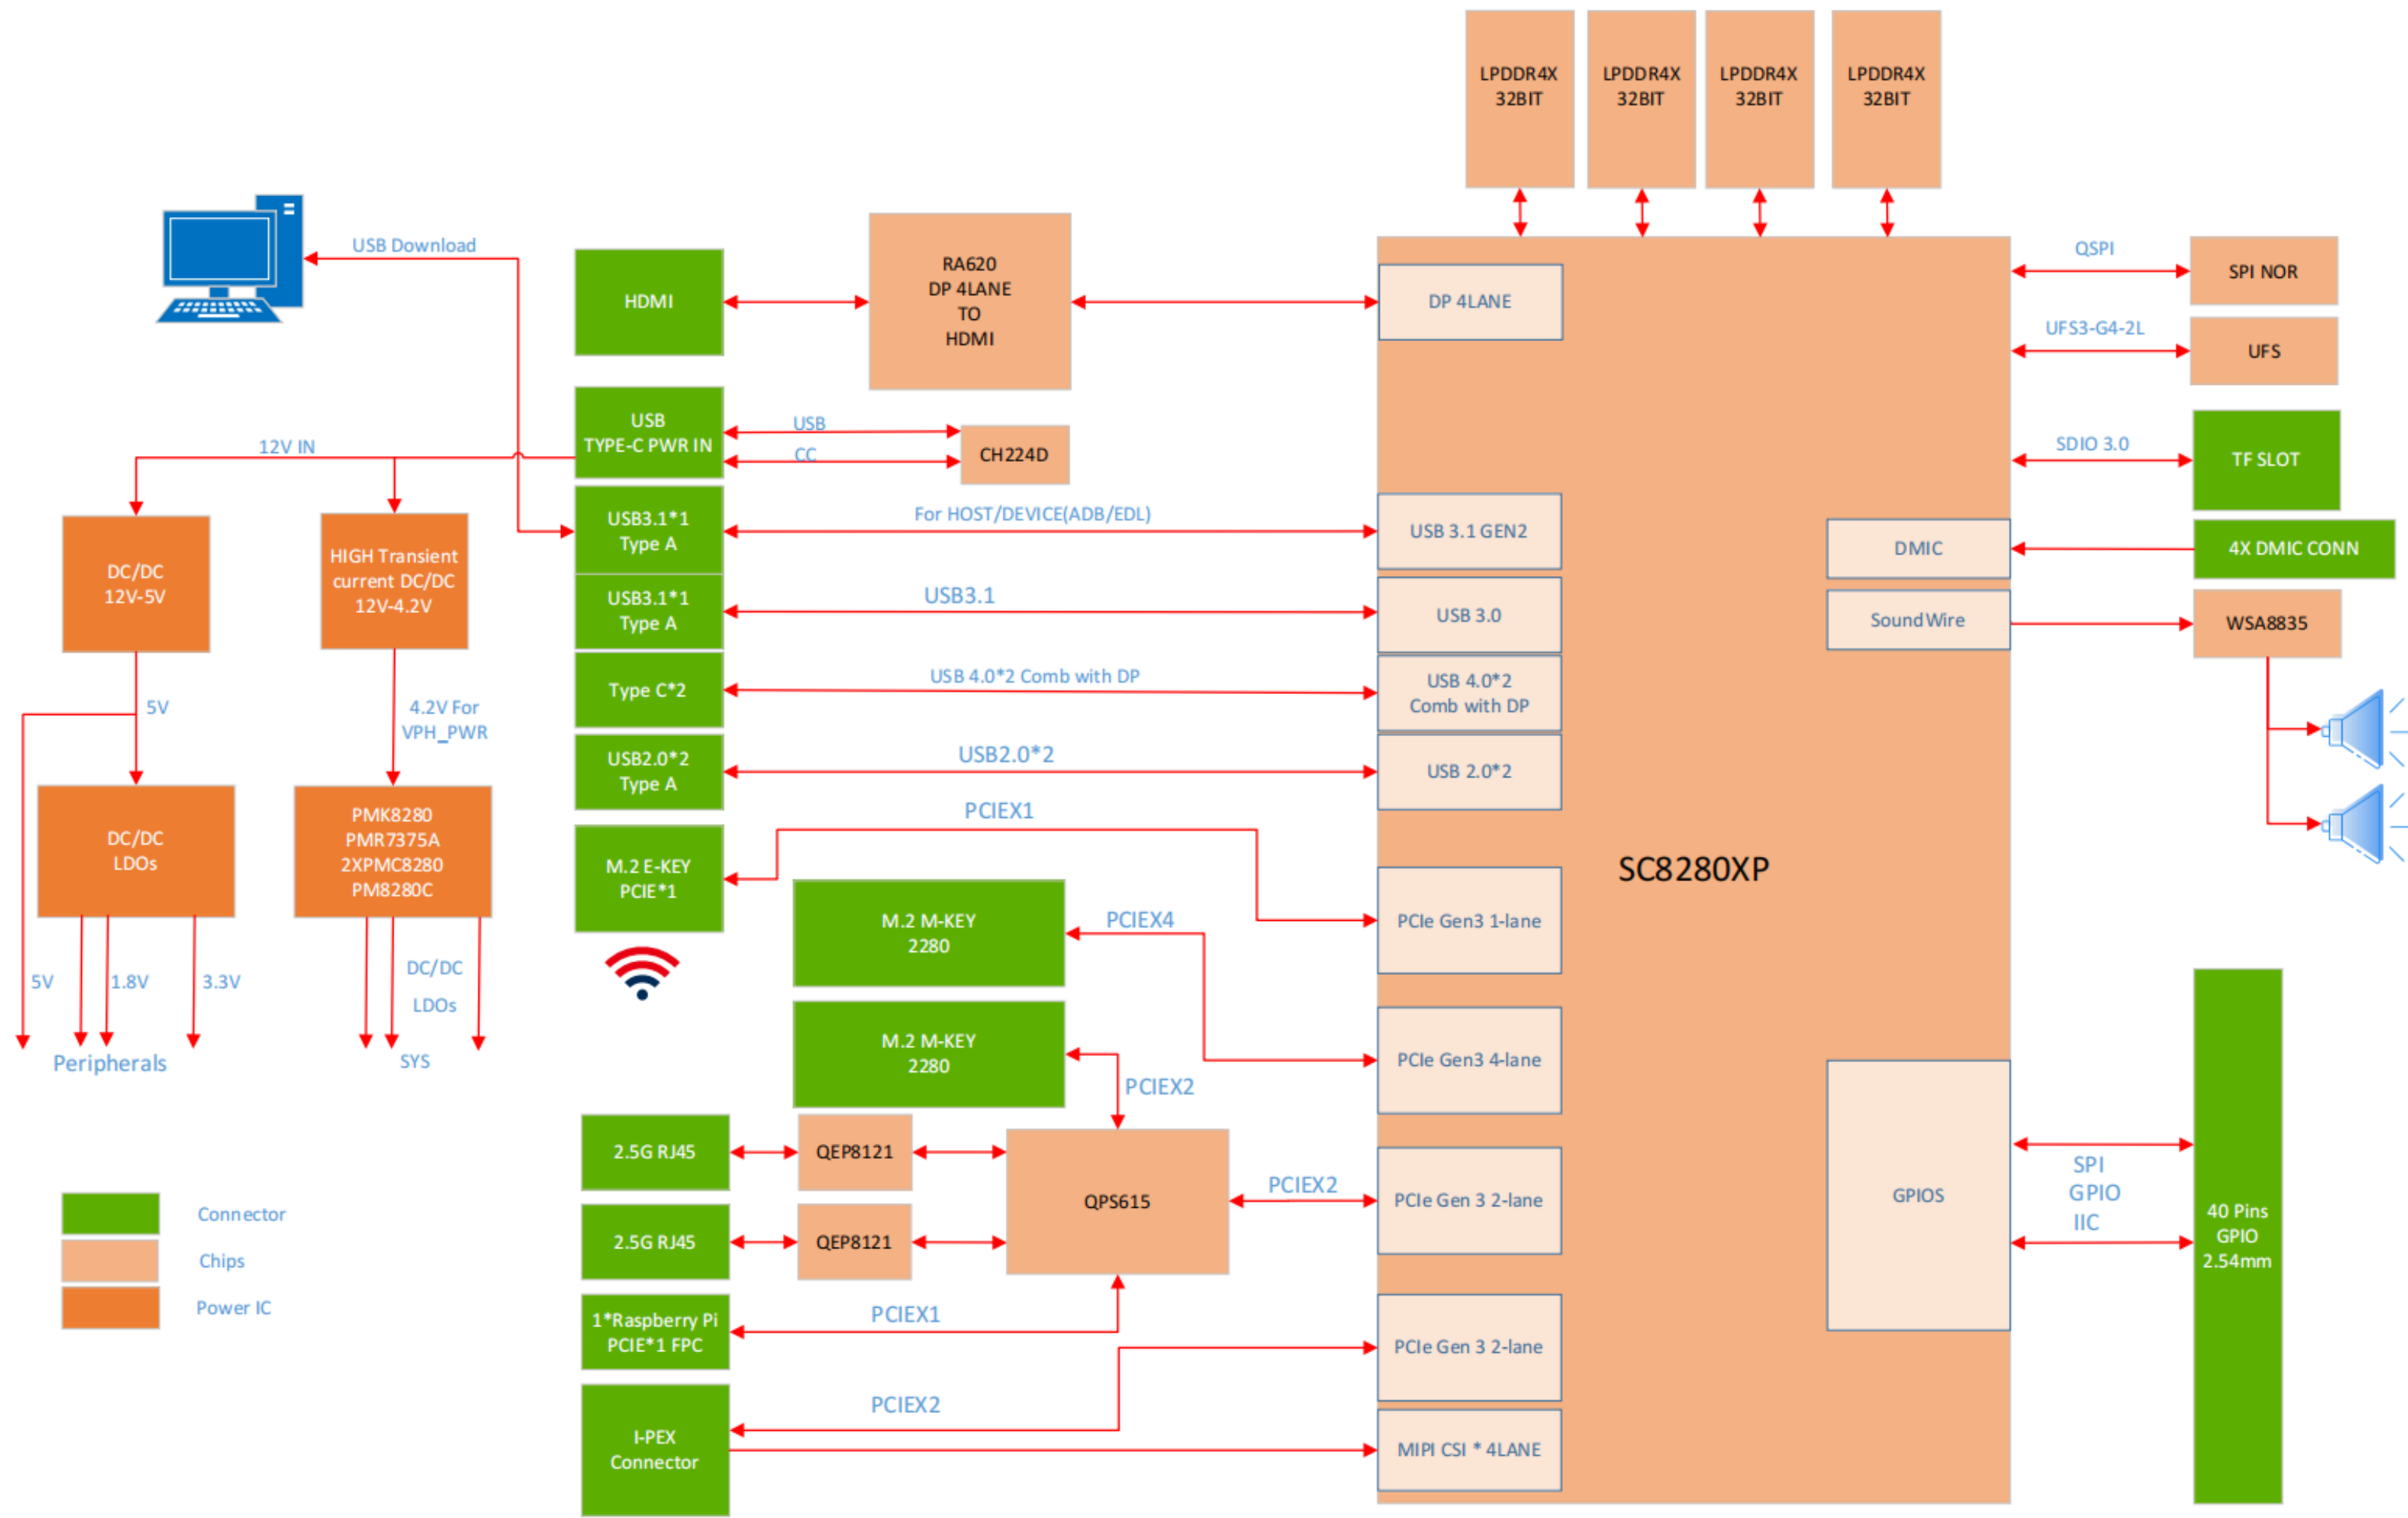 LPDDR4X
32BIT
LPDDR4X
32BIT
LPDDR4X
32BIT
LPDDR4X
32BIT
USB Download
HDMI
RA620
DP 4LANE
TO
HDMI
DP 4LANE
QSPI
SPI NOR
UFS3-G4-2L
UFS
12V IN
USB
TYPE-C PWR IN
USB
CC
CH224D
SDIO 3.0
TF SLOT
USB3.1*1
Type A
For HOST/DEVICE(ADB/EDL)
USB 3.1 GEN2
DMIC
4X DMIC CONN
DC/DC
12V-5V
HIGH Transient
current DC/DC
12V-4.2V
USB3.1*1
Type A
USB3.1
USB 3.0
SoundWire
WSA8835
5V
4.2V For
VPH_PWR
Type C*2
USB 4.0*2 Comb with DP
USB 4.0*2
Comb with DP
USB2.0*2
Type A
USB2.0*2
USB 2.0*2
DC/DC
LDOs
PMK8280
PMR7375A
2XPMC8280
PM8280C
M.2 E-KEY
PCIE*1
PCIEX1
SC8280XP
PCIe Gen3 1-lane
M.2 M-KEY
2280
PCIEX4
5V
1.8V
3.3V
DC/DC
LDOs
Peripherals
SYS
M.2 M-KEY
2280
PCIEX2
PCIe Gen3 4-lane
2.5G RJ45
QEP8121
QPS615
PCIEX2
PCIe Gen 3 2-lane
GPIOS
SPI
GPIO
IIC
40 Pins
GPIO
2.54mm
2.5G RJ45
QEP8121
Connector
Chips
Power IC
1*Raspberry Pi
PCIE*1 FPC
PCIEX1
PCIe Gen 3 2-lane
PCIEX2
I-PEX
Connector
MIPI CSI * 4LANE